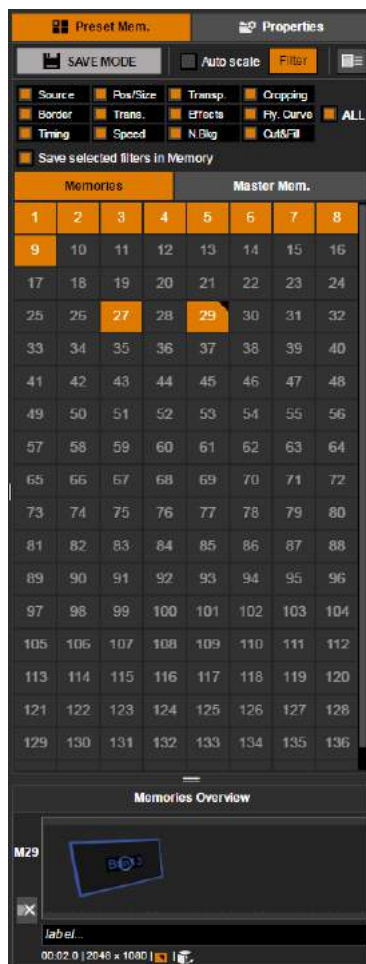 Preset Mem. Properties
SAVE MODE Auto scale Filter
Source Pos/Size Transp. Cropping
Border Trans. Effects Fly. Curve ALL
Timing Speed N.Bkg Cut&Fill
Save selected filters in Memory
Memories Master Mem.
1 2 3 4 5 6 7 8
9 10 11 12 13 14 15 16
17 18 19 20 21 22 23 24
25 26 27 28 29 30 31 32
33 34 35 36 37 38 39 40
41 42 43 44 45 46 47 48
49 50 51 52 53 54 55 56
57 58 59 60 61 62 63 64
65 66 67 68 69 70 71 72
73 74 75 76 77 78 79 80
81 82 83 84 85 86 87 88
89 90 91 92 93 94 95 96
97 98 99 100 101 102 103 104
105 106 107 108 109 110 111 112
113 114 115 116 117 118 119 120
121 122 123 124 125 126 127 128
129 130 131 132 133 134 135 136
Memories Overview
M29
label...
00:02.0 | 2048 x 1080 | |